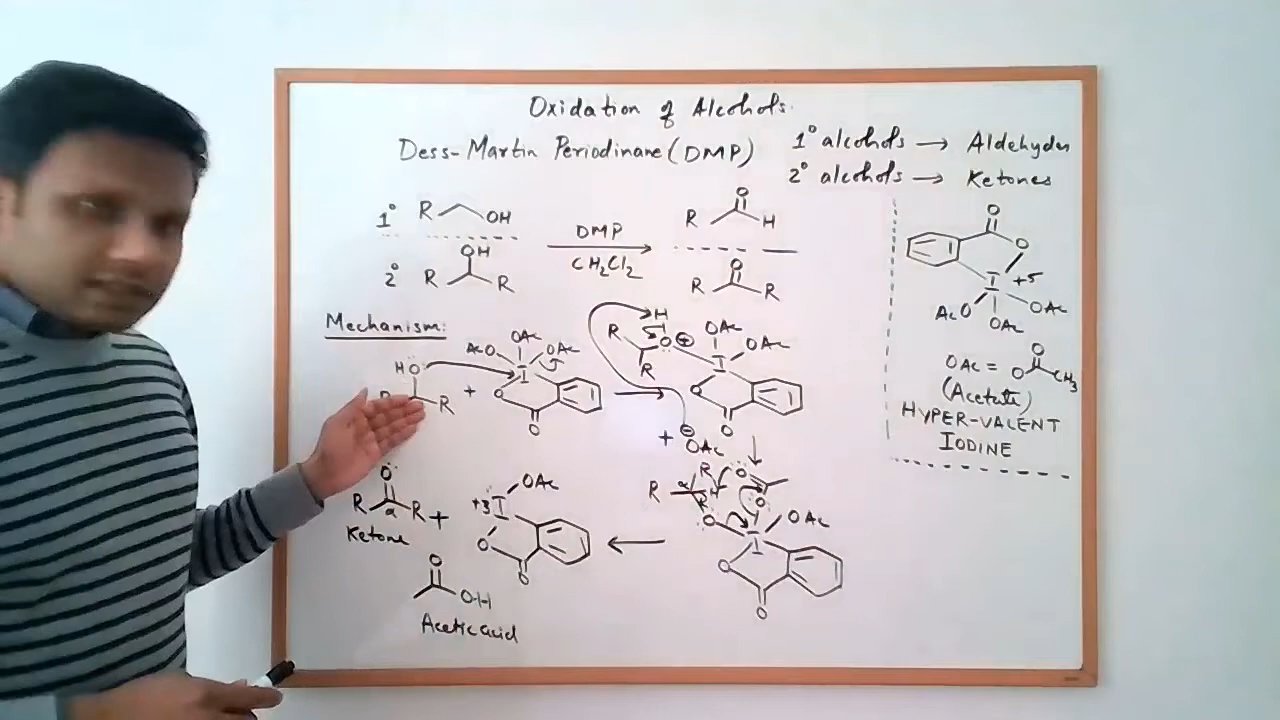 Oxidation of Alcohols.
Dess-Martin Periodinane (DMP)
1° alcohols → Aldehydes
2° alcohols → Ketones
1° R OH
DMP
CH2Cl2
R O H
2° R OH R
R O R
O
O
I +5
AcO OAc
OAc
OAc = O O CH3
(Acetate)
HYPER-VALENT
IODINE
Mechanism:
HO R R
+
AcO OAc OAc
I
O
O
H
R O ⊕
R
OAc OAc
I
O
O
+ ⊖
OAc
R α H
R
O
O
O
OAc
I
O
O
O
R α R
Ketone
+
+3 I OAc
O
O
O
OH
Acetic acid